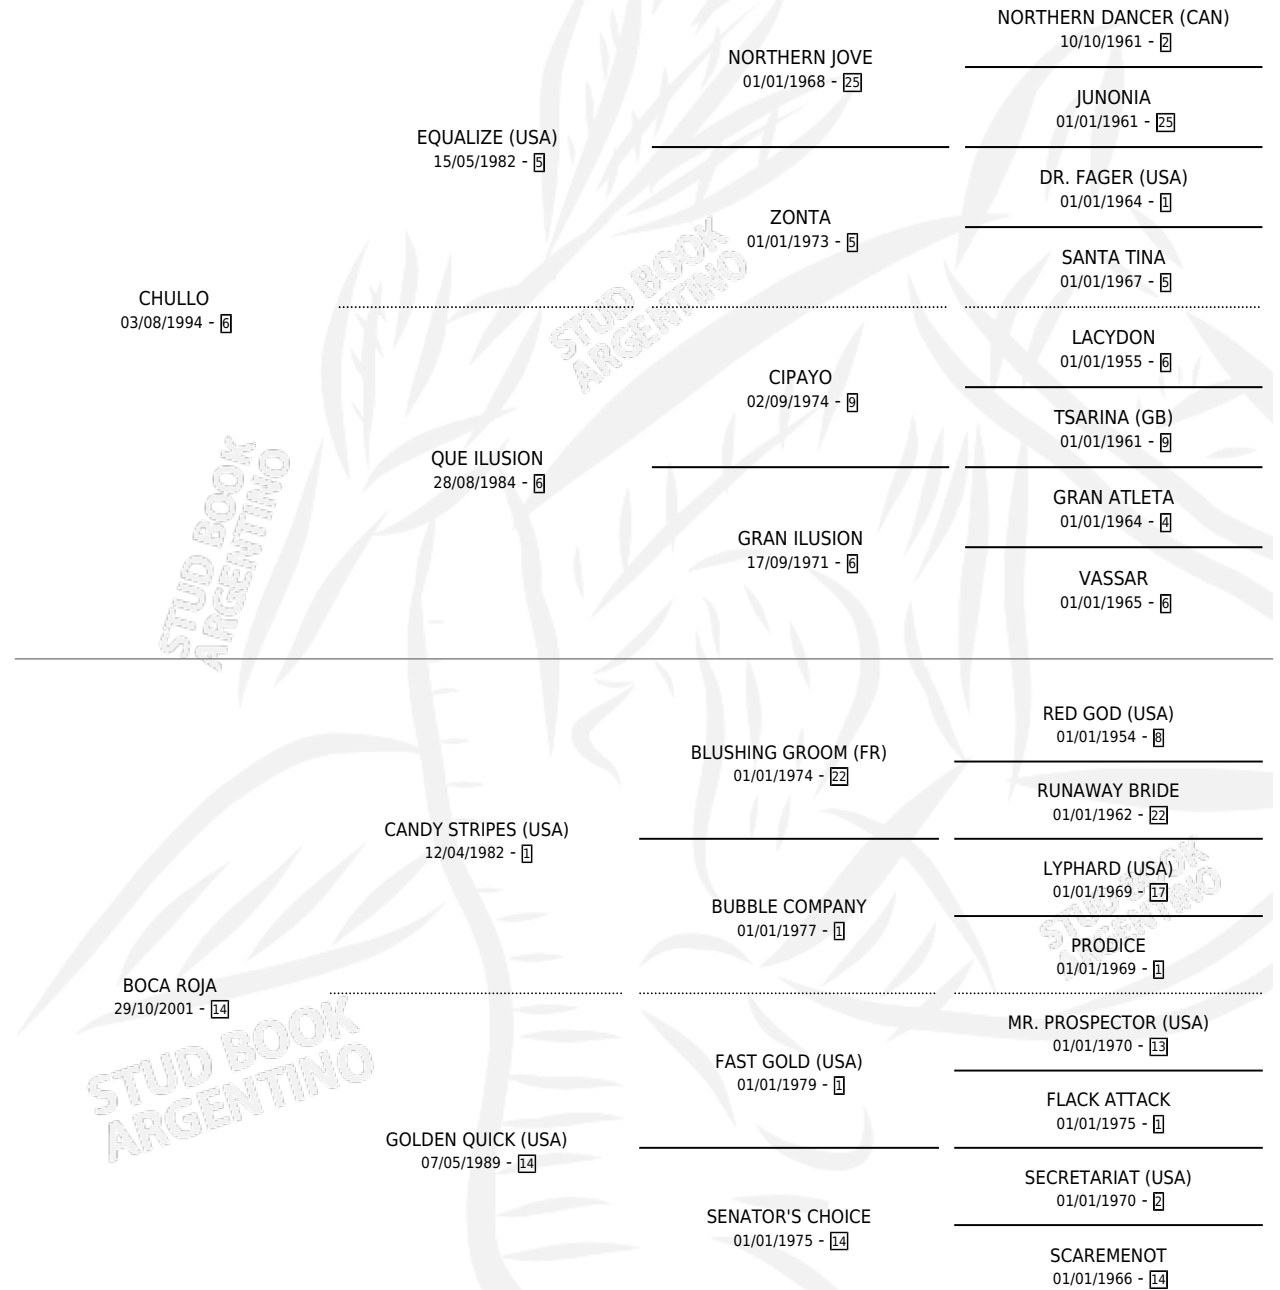 NORTHERN DANCER (CAN)
10/10/1961 - 2
NORTHERN JOVE
01/01/1968 - 25
JUNONIA
01/01/1961 - 25
EQUALIZE (USA)
15/05/1982 - 5
DR. FAGER (USA)
01/01/1964 - 1
ZONTA
01/01/1973 - 5
SANTA TINA
01/01/1967 - 5
CHULLO
03/08/1994 - 6
LACYDON
01/01/1955 - 6
CIPAYO
02/09/1974 - 9
TSARINA (GB)
01/01/1961 - 9
QUE ILUSION
28/08/1984 - 6
GRAN ATLETA
01/01/1964 - 4
GRAN ILUSION
17/09/1971 - 6
VASSAR
01/01/1965 - 6
RED GOD (USA)
01/01/1954 - 8
BLUSHING GROOM (FR)
01/01/1974 - 22
RUNAWAY BRIDE
01/01/1962 - 22
CANDY STRIPES (USA)
12/04/1982 - 1
LYPHARD (USA)
01/01/1969 - 17
BUBBLE COMPANY
01/01/1977 - 1
PRODICE
01/01/1969 - 1
BOCA ROJA
29/10/2001 - 14
MR. PROSPECTOR (USA)
01/01/1970 - 13
FAST GOLD (USA)
01/01/1979 - 1
FLACK ATTACK
01/01/1975 - 1
GOLDEN QUICK (USA)
07/05/1989 - 14
SECRETARIAT (USA)
01/01/1970 - 2
SENATOR'S CHOICE
01/01/1975 - 14
SCAREMENOT
01/01/1966 - 14
STUD BOOK
ARGENTINO
STUD BOOK
ARGENTINO
STUD BOOK
ARGENTINO
STUD BOOK
ARGENTINO